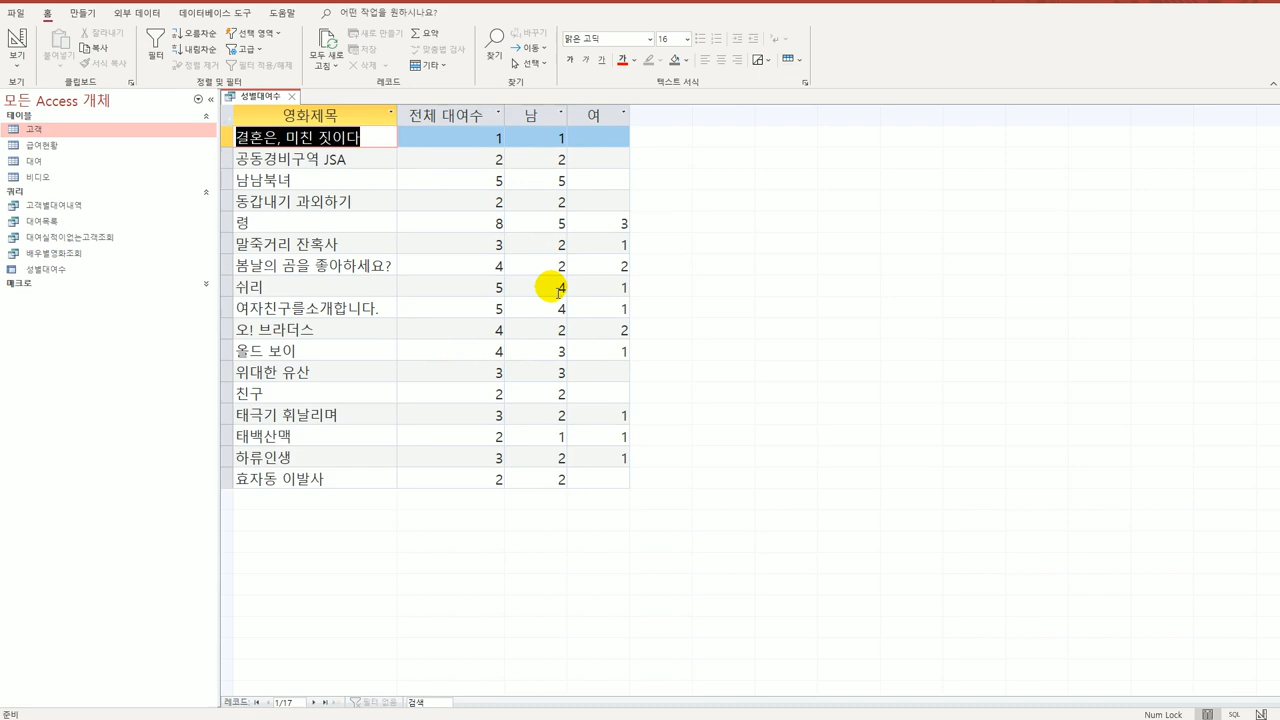 파일 홈 만들기 외부 데이터 데이터베이스 도구 도움말 어떤 작업을 원하시나요?
보기 붙여넣기 잘라내기 복사 서식 복사
필터 오름차순 내림차순 정렬 제거 선택 영역 고급 필터 적용/해제
모두 새로 고침 새로 만들기 저장 삭제 요약 맞춤법 검사 기타
찾기 바꾸기 이동 선택
맑은 고딕 16
가 가 가 가
보기 클립보드 정렬 및 필터 레코드 찾기 텍스트 서식
모든 Access 개체
테이블
고객
급여현황
대여
비디오
쿼리
고객별대여내역
대여목록
대여실적이없는고객조회
배우별영화조회
성별대여수
매크로
성별대여수
영화제목 전체 대여수 남 여
결혼은, 미친 짓이다 1 1
공동경비구역 JSA 2 2
남남북녀 5 5
동갑내기 과외하기 2 2
령 8 5 3
말죽거리 잔혹사 3 2 1
봄날의 곰을 좋아하세요? 4 2 2
쉬리 5 4 1
여자친구를소개합니다. 5 4 1
오! 브라더스 4 2 2
올드 보이 4 3 1
위대한 유산 3 3
친구 2 2
태극기 휘날리며 3 2 1
태백산맥 2 1 1
하류인생 3 2 1
효자동 이발사 2 2
레코드: 1/17 필터 없음 검색
준비 Num Lock SQL